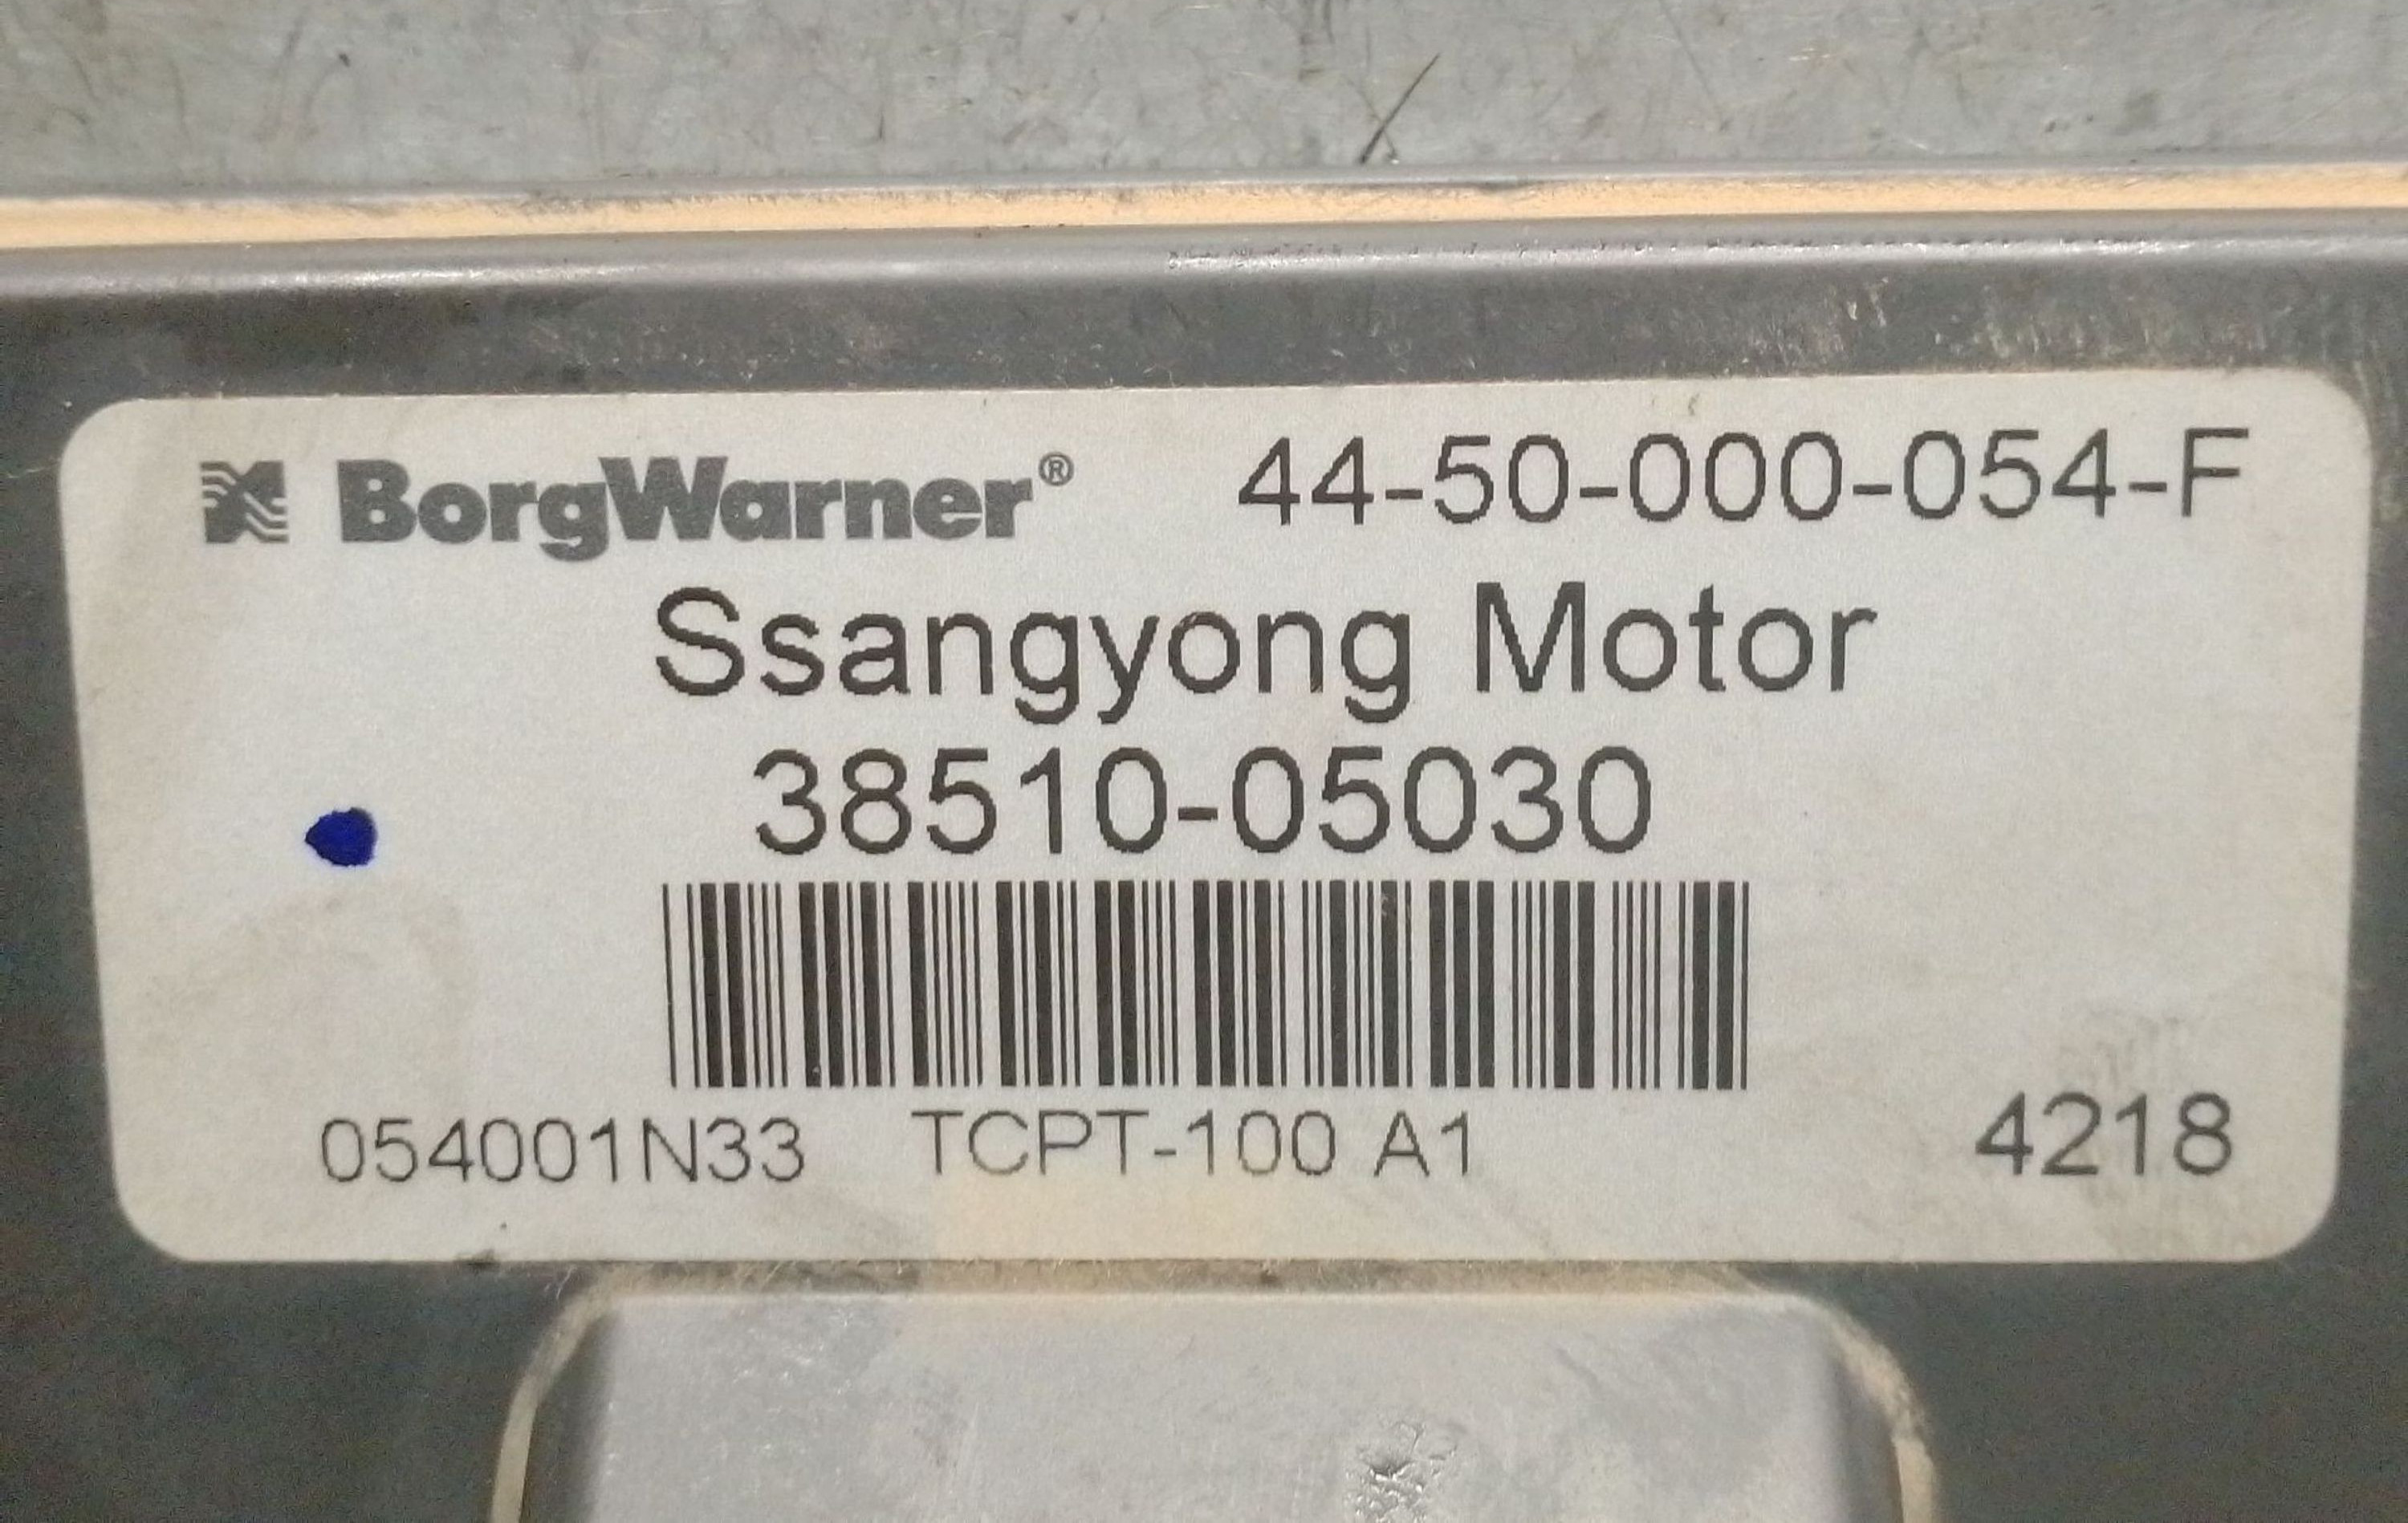 BorgWarner® 44-50-000-054-F
Ssangyong Motor
38510-05030
054001N33 TCPT-100 A1 4218